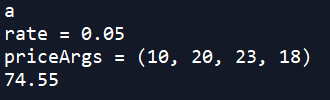 a
rate = 0.05
priceArgs = (10, 20, 23, 18)
74.55